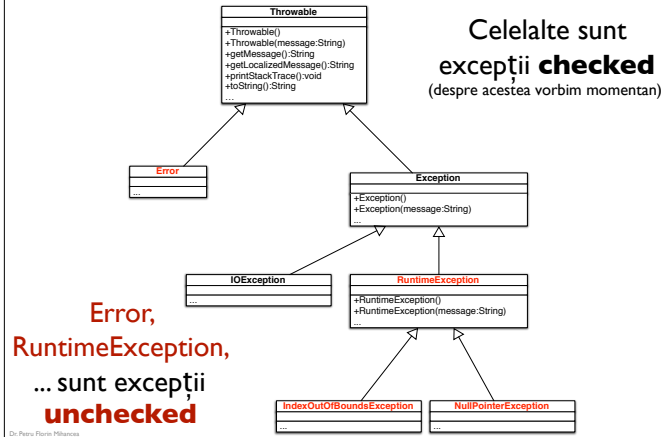 Throwable
+Throwable()
+Throwable(message:String)
+getMessage():String
+getLocalizedMessage():String
+printStackTrace():void
+toString():String
...
Celelalte sunt
excepții checked
(despre acestea vorbim momentan)
Error
...
Exception
+Exception()
+Exception(message:String)
...
IOException
...
RuntimeException
+RuntimeException()
+RuntimeException(message:String)
...
Error,
RuntimeException,
... sunt excepții
unchecked
IndexOutOfBoundsException
...
NullPointerException
...
Dr. Petru Florin Mihancea